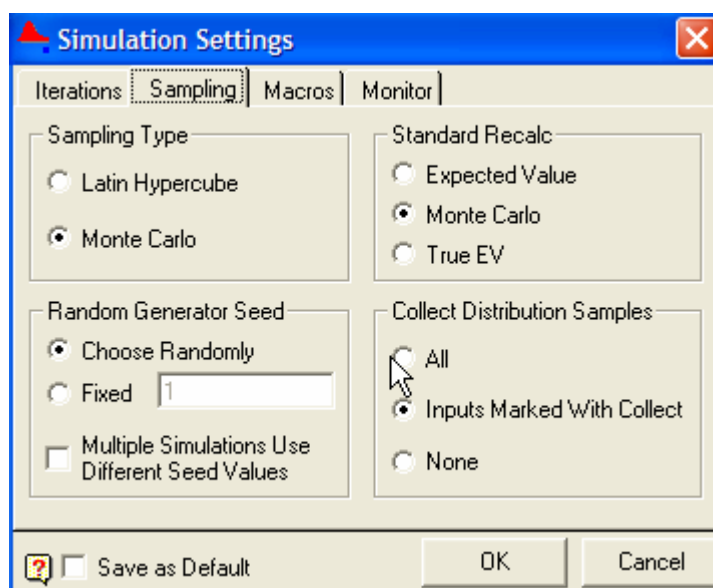 Simulation Settings
Iterations Sampling Macros Monitor
Sampling Type
Latin Hypercube
Monte Carlo
Standard Recalc
Expected Value
Monte Carlo
True EV
Random Generator Seed
Choose Randomly
Fixed 1
Multiple Simulations Use
Different Seed Values
Collect Distribution Samples
All
Inputs Marked With Collect
None
? Save as Default OK Cancel